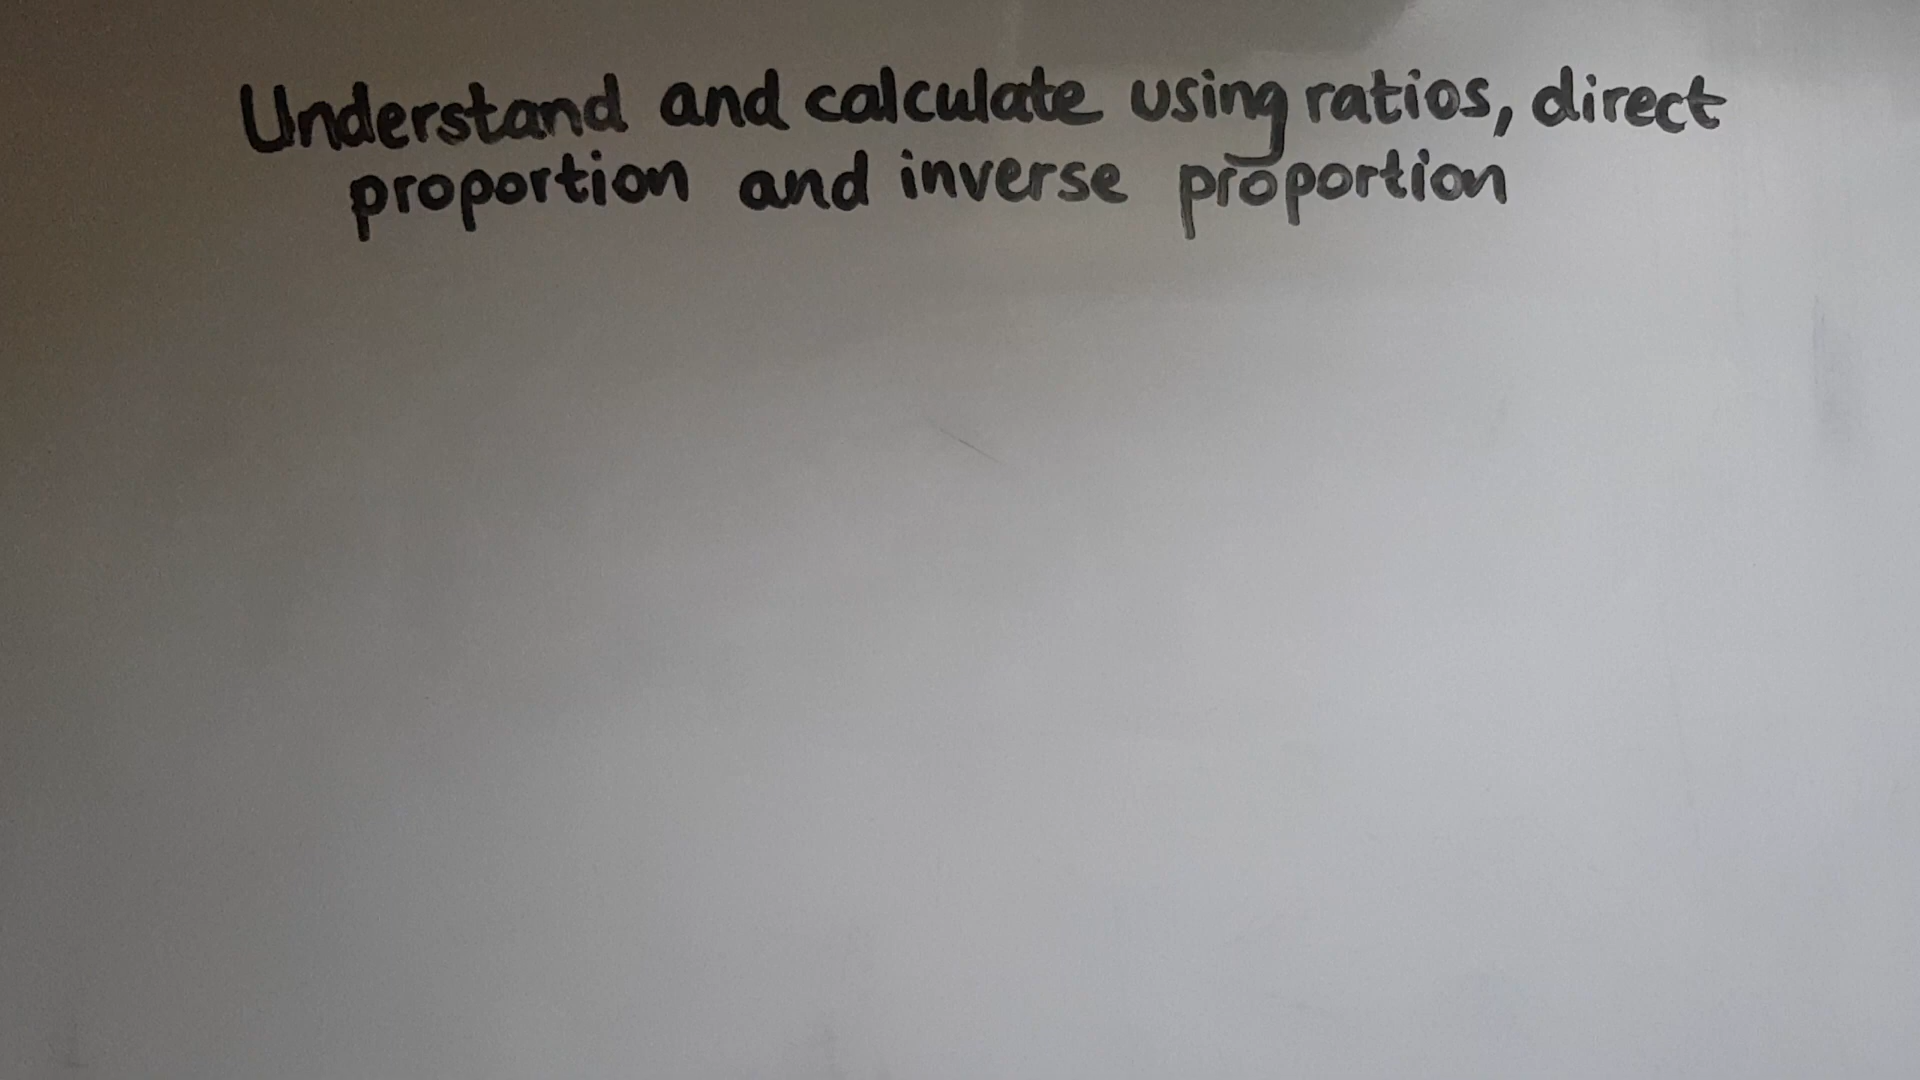 Understand and calculate using ratios, direct
proportion and inverse proportion